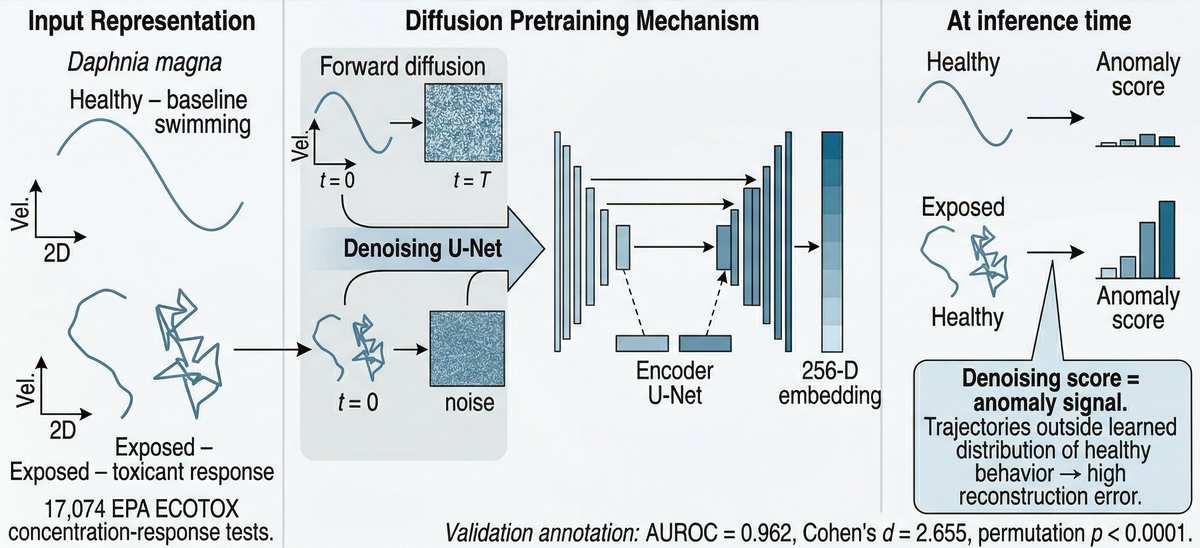 Input Representation
Daphnia magna
Healthy – baseline
swimming
Vel.
2D
Vel.
2D
Exposed –
Exposed – toxicant response
17,074 EPA ECOTOX
concentration-response tests.
Diffusion Pretraining Mechanism
Forward diffusion
Vel.
t = 0
t = T
Denoising U-Net
t = 0
noise
Encoder
U-Net
256-D
embedding
At inference time
Healthy
Anomaly
score
Exposed
Healthy
Anomaly
score
Denoising score =
anomaly signal.
Trajectories outside learned
distribution of healthy
behavior → high
reconstruction error.
Validation annotation: AUROC = 0.962, Cohen's d = 2.655, permutation p < 0.0001.